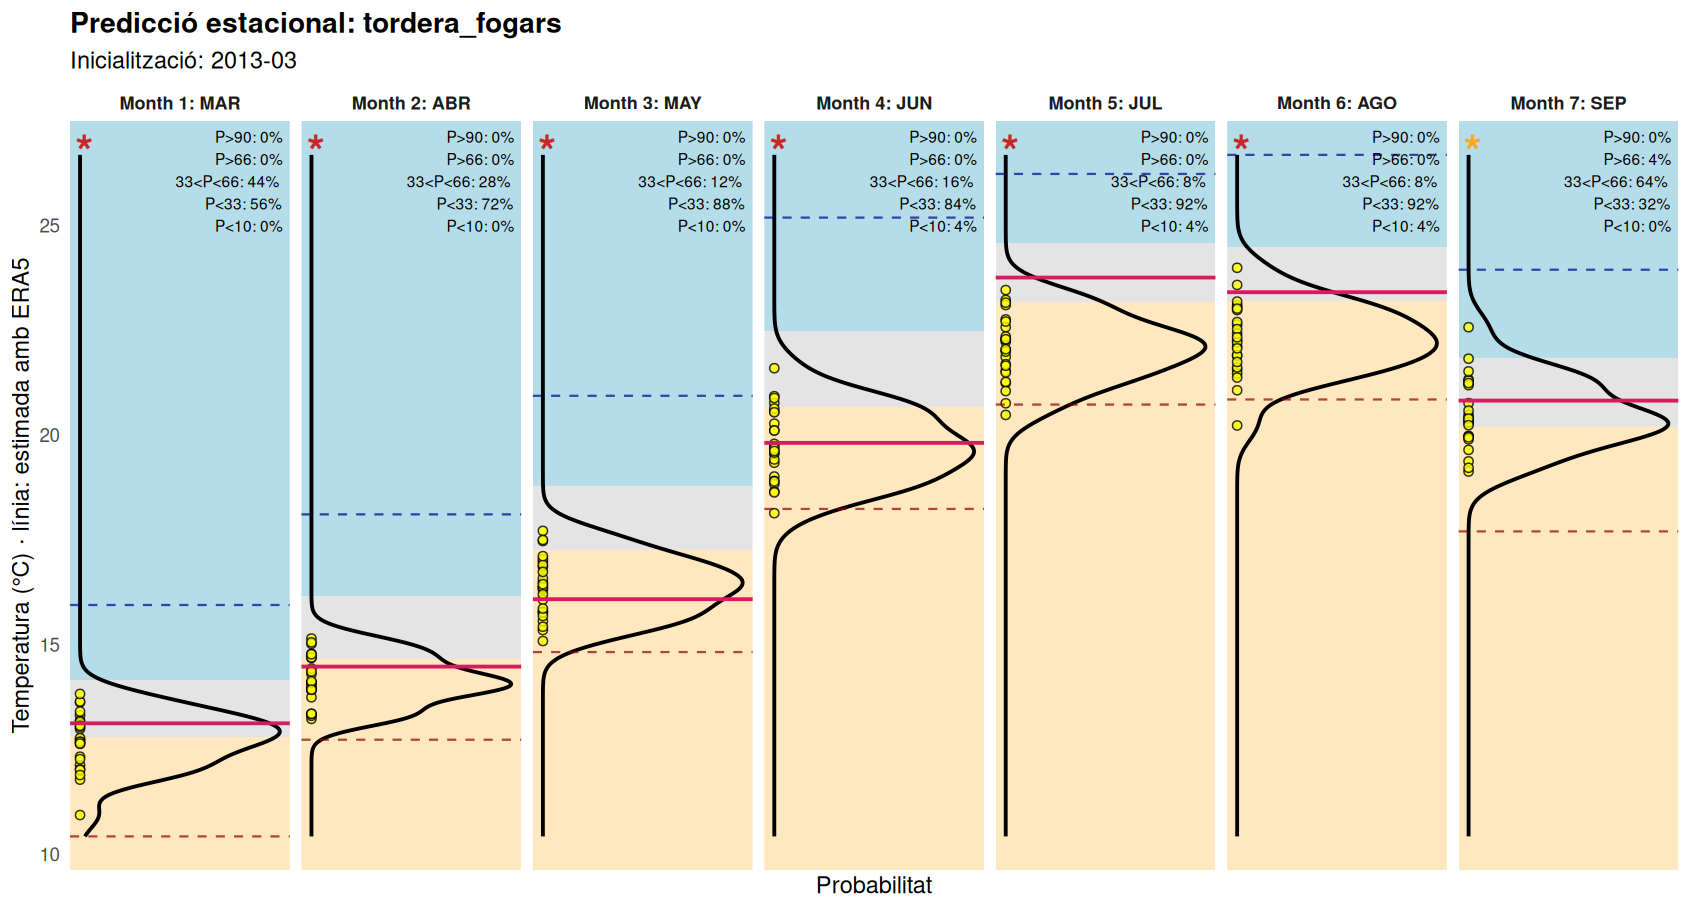 Predicció estacional: tordera_fogars
Inicialització: 2013-03
Month 1: MAR
Month 2: ABR
Month 3: MAY
Month 4: JUN
Month 5: JUL
Month 6: AGO
Month 7: SEP
*
P>90: 0%
P>66: 0%
33<P<66: 44%
P<33: 56%
P<10: 0%
*
P>90: 0%
P>66: 0%
33<P<66: 28%
P<33: 72%
P<10: 0%
*
P>90: 0%
P>66: 0%
33<P<66: 12%
P<33: 88%
P<10: 0%
*
P>90: 0%
P>66: 0%
33<P<66: 16%
P<33: 84%
P<10: 4%
*
P>90: 0%
P>66: 0%
33<P<66: 8%
P<33: 92%
P<10: 4%
*
P>90: 0%
P>66: 0%
33<P<66: 8%
P<33: 92%
P<10: 4%
*
P>90: 0%
P>66: 4%
33<P<66: 64%
P<33: 32%
P<10: 0%
25
20
15
10
Temperatura (°C) · línia: estimada amb ERA5
Probabilitat